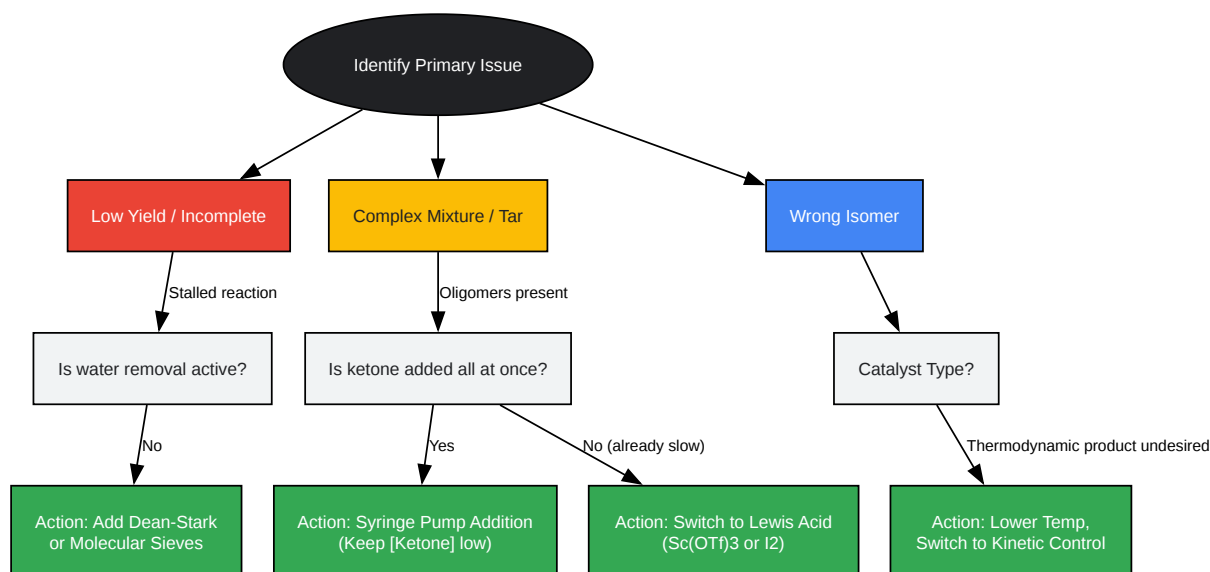 Identify Primary Issue
Low Yield / Incomplete
Complex Mixture / Tar
Wrong Isomer
Stalled reaction
Oligomers present
Is water removal active?
Is ketone added all at once?
Catalyst Type?
No
Yes
No (already slow)
Thermodynamic product undesired
Action: Add Dean-Stark
or Molecular Sieves
Action: Syringe Pump Addition
(Keep [Ketone] low)
Action: Switch to Lewis Acid
(Sc(OTf)3 or I2)
Action: Lower Temp,
Switch to Kinetic Control